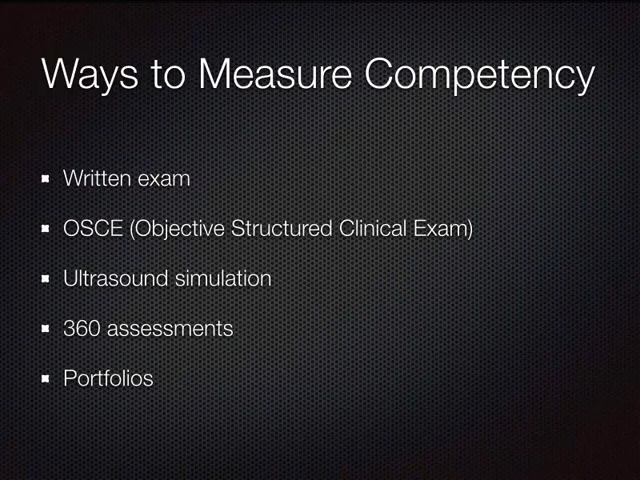 Ways to Measure Competency
Written exam
OSCE (Objective Structured Clinical Exam)
Ultrasound simulation
360 assessments
Portfolios